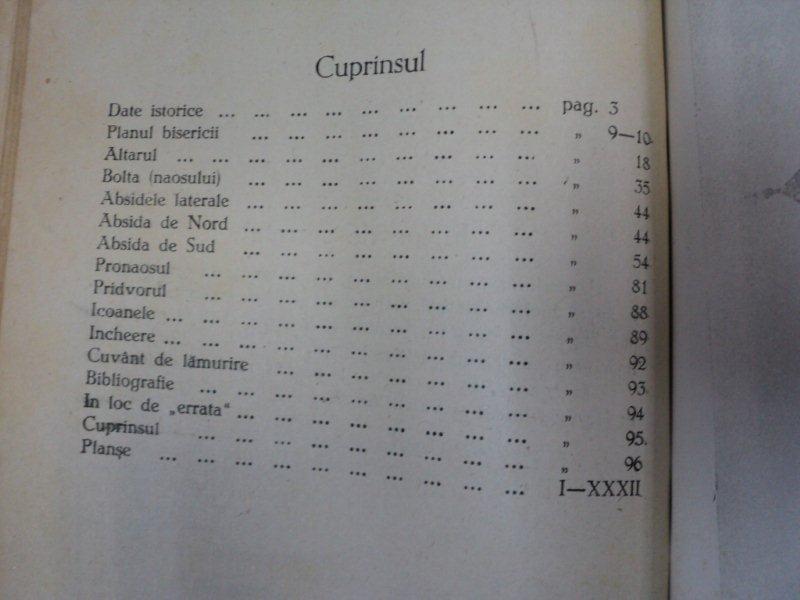 Cuprinsul
Date istorice ... ... ... ... ... ... ... ... ... pag. 3
Planul bisericii ... ... ... ... ... ... ... ... „ 9—10
Altarul ... ... ... ... ... ... ... ... ... ... „ 18
Bolta (naosului) ... ... ... ... ... ... ... ... „ 35
Absidele laterale ... ... ... ... ... ... ... ... „ 44
Absida de Nord ... ... ... ... ... ... ... ... „ 44
Absida de Sud ... ... ... ... ... ... ... ... „ 54
Pronaosul ... ... ... ... ... ... ... ... ... „ 81
Pridvorul ... ... ... ... ... ... ... ... ... „ 88
Icoanele ... ... ... ... ... ... ... ... ... ... „ 89
Incheere ... ... ... ... ... ... ... ... ... ... „ 92
Cuvânt de lămurire ... ... ... ... ... ... ... „ 93
Bibliografie ... ... ... ... ... ... ... ... ... „ 94
In loc de „errata“ ... ... ... ... ... ... ... ... „ 95
Cuprinsul ... ... ... ... ... ... ... ... ... „ 96
Planșe ... ... ... ... ... ... ... ... ... ... I—XXXII